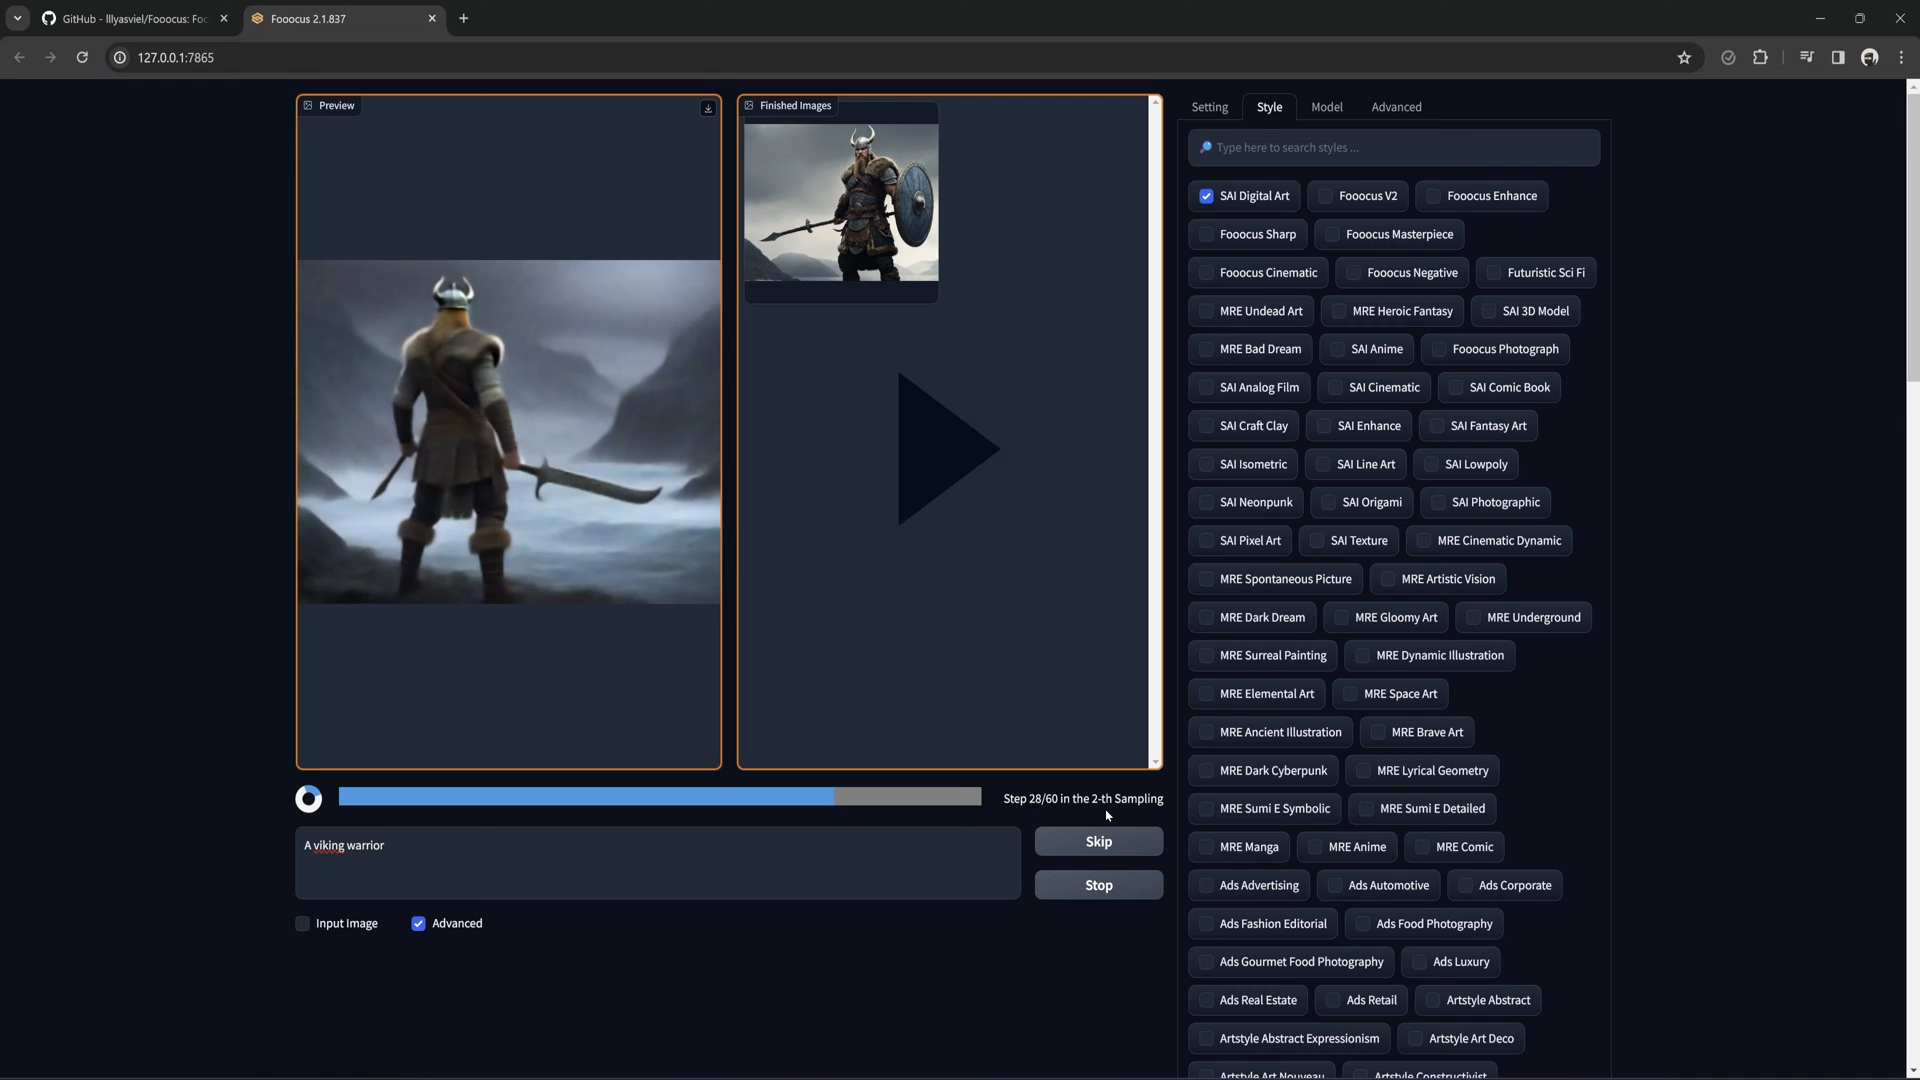 GitHub - lllyasviel/Fooocus: Foo
Fooocus 2.1.837
127.0.0.1:7865
Preview
Finished Images
Setting
Style
Model
Advanced
Type here to search styles ...
SAI Digital Art
Fooocus V2
Fooocus Enhance
Fooocus Sharp
Fooocus Masterpiece
Fooocus Cinematic
Fooocus Negative
Futuristic Sci Fi
MRE Undead Art
MRE Heroic Fantasy
SAI 3D Model
MRE Bad Dream
SAI Anime
Fooocus Photograph
SAI Analog Film
SAI Cinematic
SAI Comic Book
SAI Craft Clay
SAI Enhance
SAI Fantasy Art
SAI Isometric
SAI Line Art
SAI Lowpoly
SAI Neonpunk
SAI Origami
SAI Photographic
SAI Pixel Art
SAI Texture
MRE Cinematic Dynamic
MRE Spontaneous Picture
MRE Artistic Vision
MRE Dark Dream
MRE Gloomy Art
MRE Underground
MRE Surreal Painting
MRE Dynamic Illustration
MRE Elemental Art
MRE Space Art
MRE Ancient Illustration
MRE Brave Art
MRE Dark Cyberpunk
MRE Lyrical Geometry
MRE Sumi E Symbolic
MRE Sumi E Detailed
MRE Manga
MRE Anime
MRE Comic
Ads Advertising
Ads Automotive
Ads Corporate
Ads Fashion Editorial
Ads Food Photography
Ads Gourmet Food Photography
Ads Luxury
Ads Real Estate
Ads Retail
Artstyle Abstract
Artstyle Abstract Expressionism
Artstyle Art Deco
Artstyle Art Nouveau
Artstyle Constructivist
Step 28/60 in the 2-th Sampling
A viking warrior
Skip
Stop
Input Image
Advanced